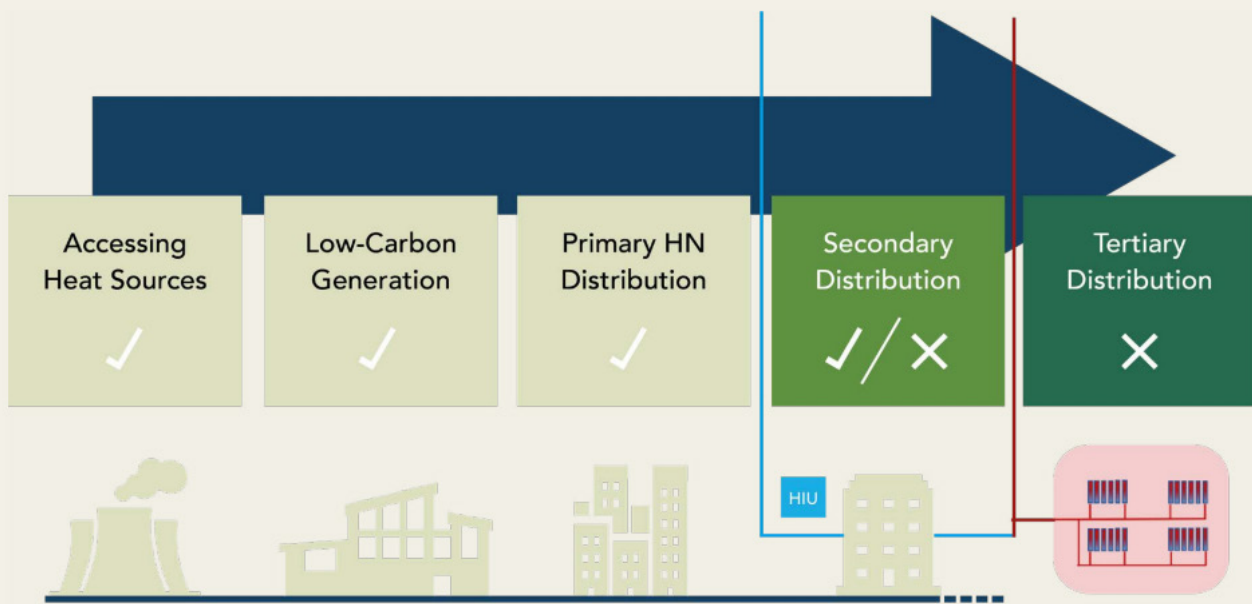 Accessing
Heat Sources
Low-Carbon
Generation
Primary HN
Distribution
Secondary
Distribution
Tertiary
Distribution
HIU